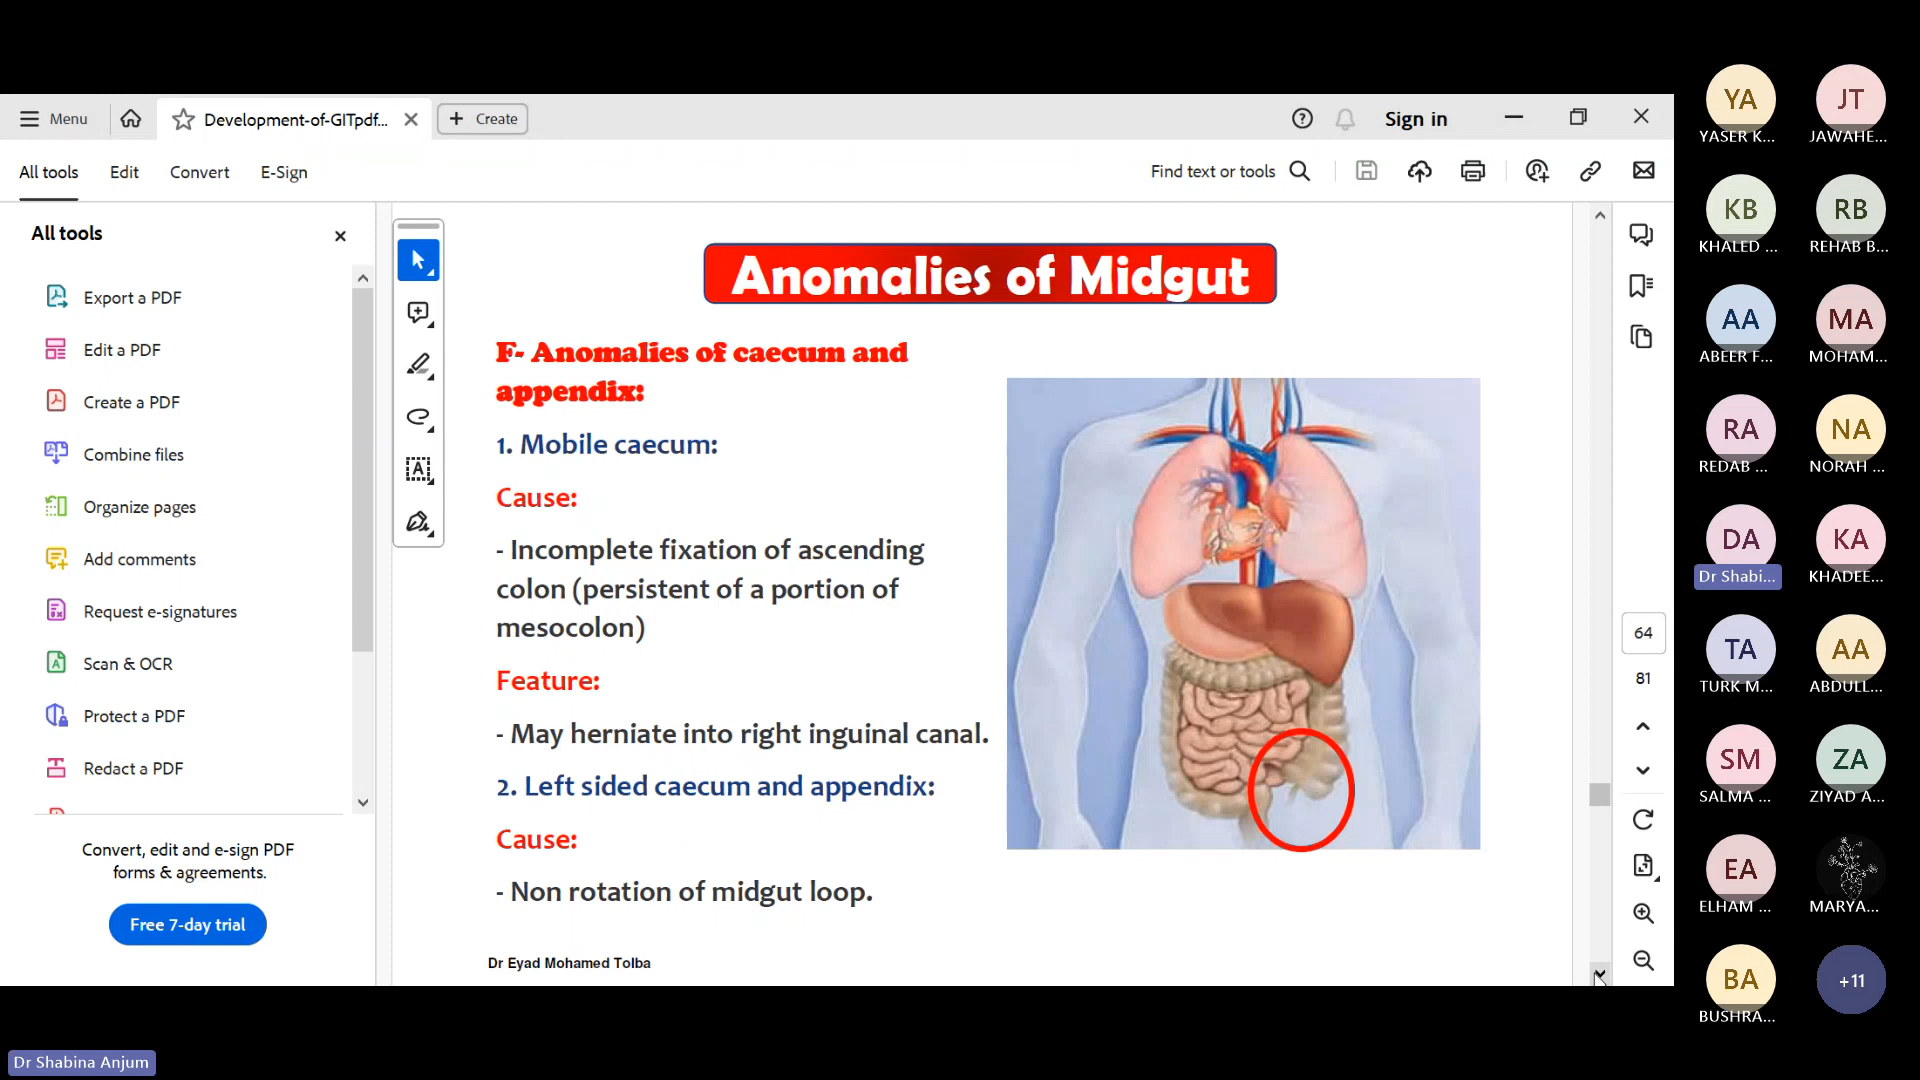 Menu
Development-of-GITpdf...
Create
Sign in
All tools
Edit
Convert
E-Sign
Find text or tools
All tools
Export a PDF
Edit a PDF
Create a PDF
Combine files
Organize pages
Add comments
Request e-signatures
Scan & OCR
Protect a PDF
Redact a PDF
Convert, edit and e-sign PDF
forms & agreements.
Free 7-day trial
Anomalies of Midgut
F- Anomalies of caecum and
appendix:
1. Mobile caecum:
Cause:
- Incomplete fixation of ascending
colon (persistent of a portion of
mesocolon)
Feature:
- May herniate into right inguinal canal.
2. Left sided caecum and appendix:
Cause:
- Non rotation of midgut loop.
Dr Eyad Mohamed Tolba
64
81
YA
YASER K...
JT
JAWAHE...
KB
KHALED ...
RB
REHAB B...
AA
ABEER F...
MA
MOHAM...
RA
REDAB ...
NA
NORAH ...
DA
Dr Shabi...
KA
KHADEE...
TA
TURK M...
AA
ABDULL...
SM
SALMA ...
ZA
ZIYAD A...
EA
ELHAM ...
MARYA...
BA
BUSHRA...
+11
Dr Shabina Anjum